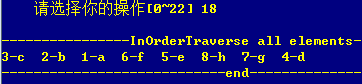 请选择你的操作[0~22] 18
----------------InOrderTraverse all elements-
3-c  2-b  1-a  6-f  5-e  8-h  7-g  4-d
----------------------------end--------------